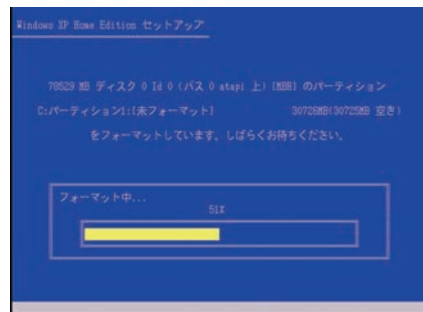 Windows XP Home Edition セットアップ
78529 MB ディスク 0 Id 0 (バス 0 atapi 上) [MBR] のパーティション
C:パーティション1:[未フォーマット] 30726MB(30725MB 空き)
をフォーマットしています。しばらくお待ちください。
フォーマット中...
51%